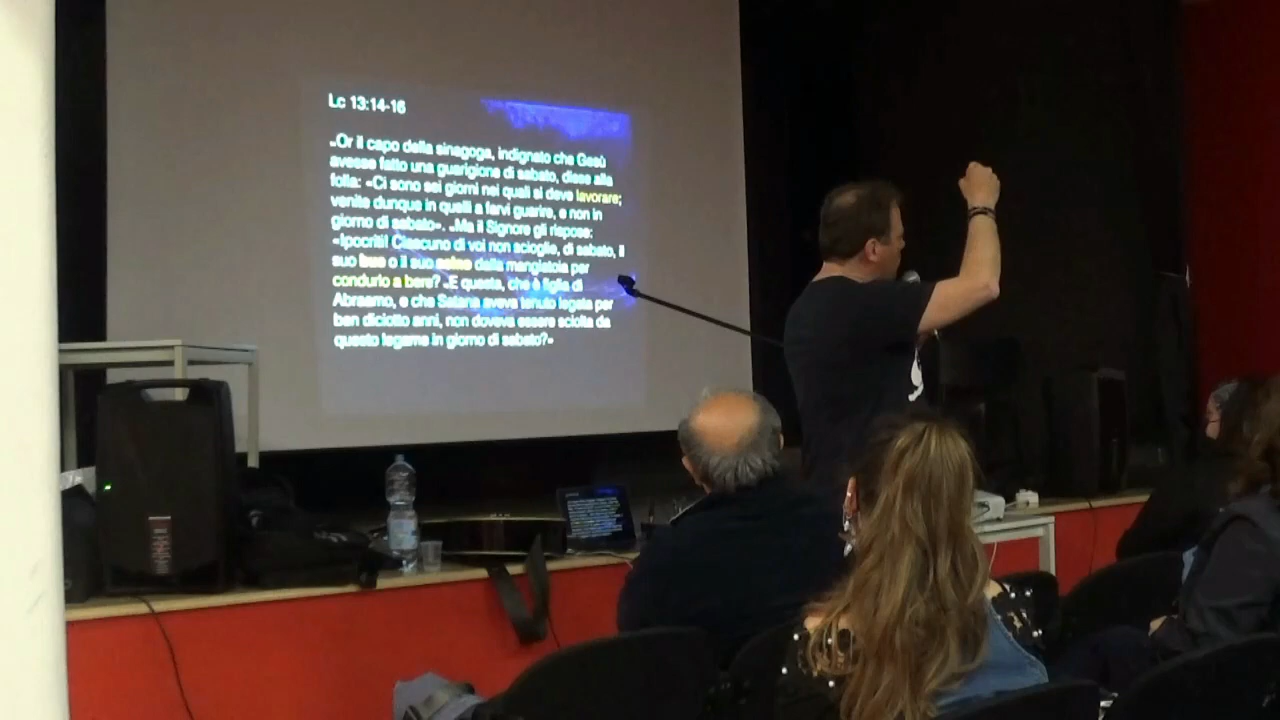 Lc 13:14-16
„Or il capo della sinagoga, indignato che Gesù
avesse fatto una guarigione di sabato, disse alla
folla: «Ci sono sei giorni nei quali si deve lavorare;
venite dunque in quelli a farvi guarire, e non in
giorno di sabato». „Ma il Signore gli rispose:
«Ipocriti! Ciascuno di voi non scioglie, di sabato, il
suo bue o il suo asino dalla mangiatoia per
condurlo a bere? „E questa, che è figlia di
Abraamo, e che Satana aveva tenuto legata per
ben diciotto anni, non doveva essere sciolta da
questo legame in giorno di sabato?»